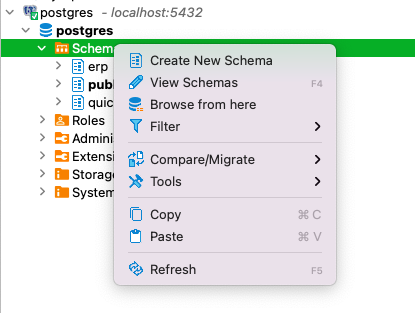 postgres - localhost:5432
postgres
Schem
Create New Schema
erp
View Schemas F4
publ
Browse from here
quic
Filter
Roles
Admini
Compare/Migrate
Extensi
Tools
Storag
System
Copy ⌘ C
Paste ⌘ V
Refresh F5